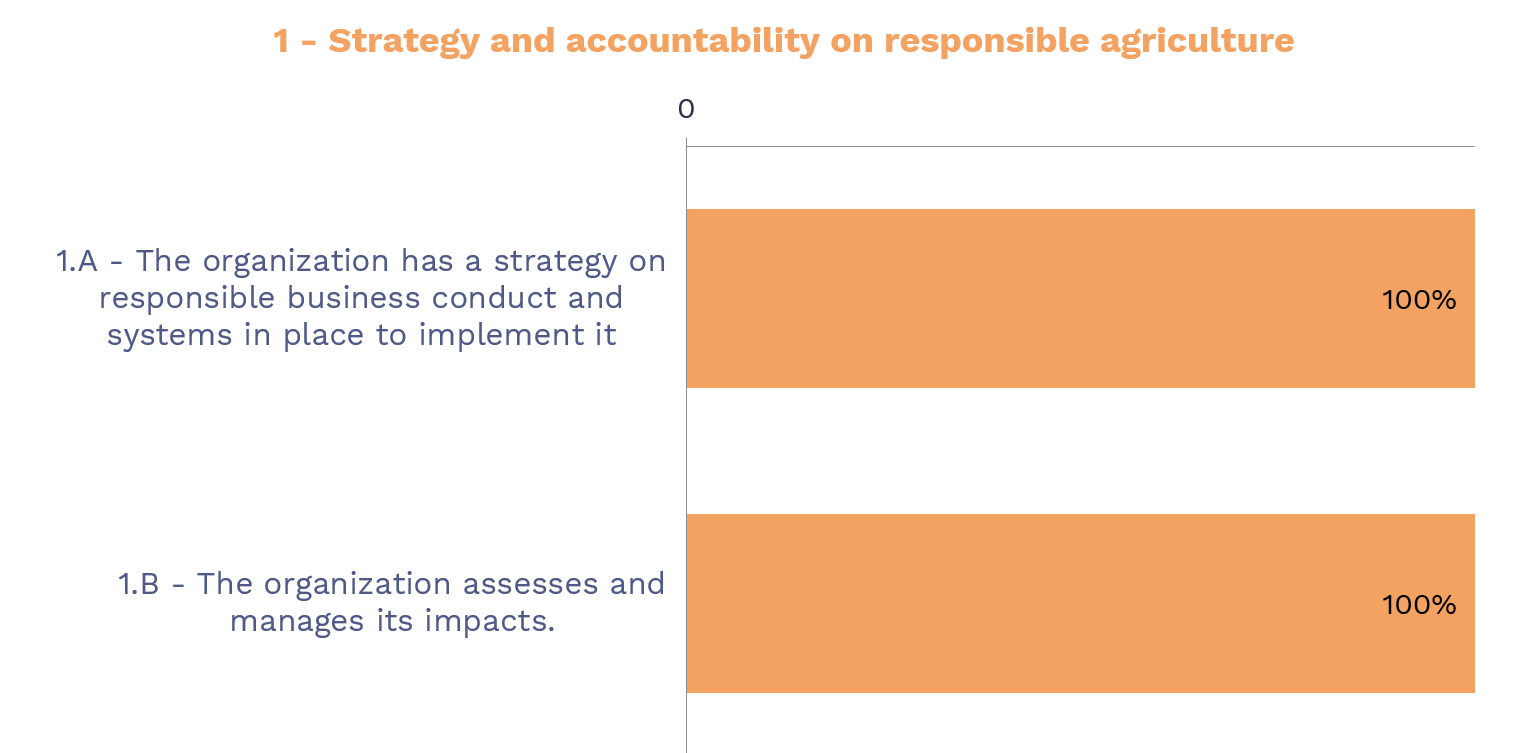 1 - Strategy and accountability on responsible agriculture
0
1.A - The organization has a strategy on
responsible business conduct and
systems in place to implement it
100%
1.B - The organization assesses and
manages its impacts.
100%